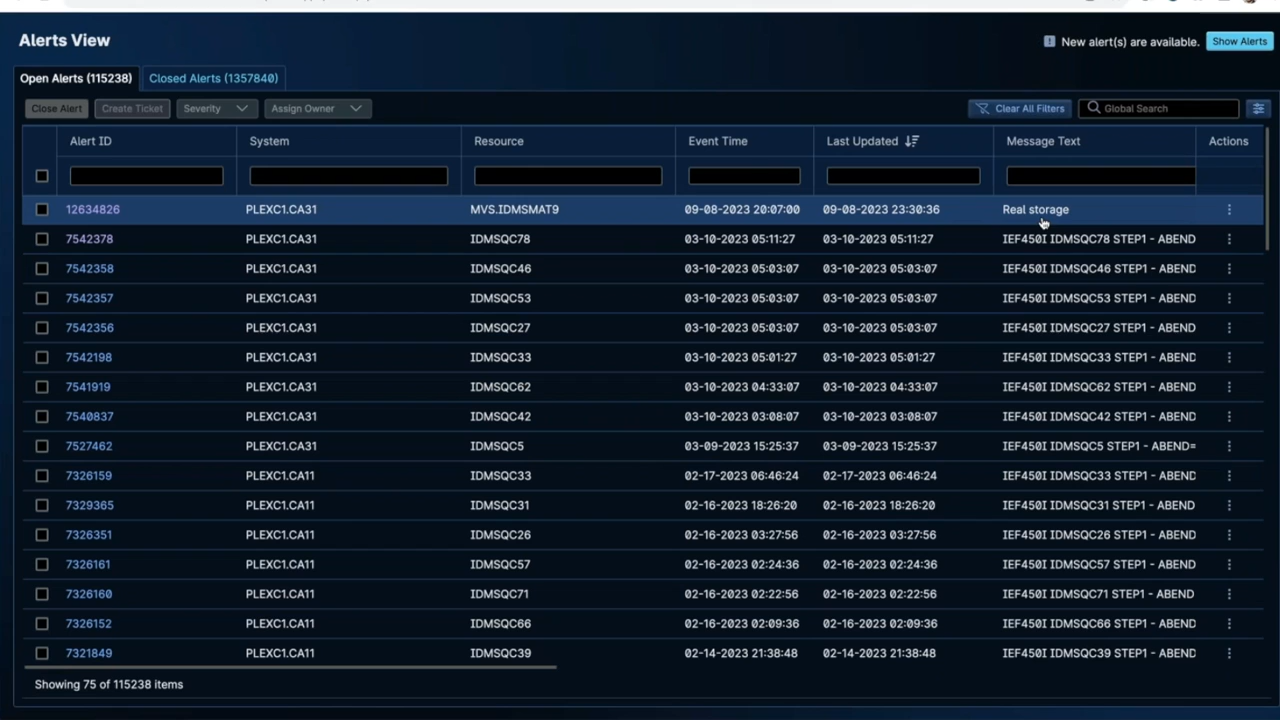 Alerts View
New alert(s) are available. Show Alerts
Open Alerts (115238) Closed Alerts (1357840)
Close Alert Create Ticket Severity Assign Owner Clear All Filters Global Search
Alert ID System Resource Event Time Last Updated Message Text Actions
12634826 PLEXC1.CA31 MVS.IDMSMAT9 09-08-2023 20:07:00 09-08-2023 23:30:36 Real storage
7542378 PLEXC1.CA31 IDMSQC78 03-10-2023 05:11:27 03-10-2023 05:11:27 IEF450I IDMSQC78 STEP1 - ABEND
7542358 PLEXC1.CA31 IDMSQC46 03-10-2023 05:03:07 03-10-2023 05:03:07 IEF450I IDMSQC46 STEP1 - ABEND
7542357 PLEXC1.CA31 IDMSQC53 03-10-2023 05:03:07 03-10-2023 05:03:07 IEF450I IDMSQC53 STEP1 - ABEND
7542356 PLEXC1.CA31 IDMSQC27 03-10-2023 05:03:07 03-10-2023 05:03:07 IEF450I IDMSQC27 STEP1 - ABEND
7542198 PLEXC1.CA31 IDMSQC33 03-10-2023 05:01:27 03-10-2023 05:01:27 IEF450I IDMSQC33 STEP1 - ABEND
7541919 PLEXC1.CA31 IDMSQC62 03-10-2023 04:33:07 03-10-2023 04:33:07 IEF450I IDMSQC62 STEP1 - ABEND
7540837 PLEXC1.CA31 IDMSQC42 03-10-2023 03:08:07 03-10-2023 03:08:07 IEF450I IDMSQC42 STEP1 - ABEND
7527462 PLEXC1.CA31 IDMSQC5 03-09-2023 15:25:37 03-09-2023 15:25:37 IEF450I IDMSQC5 STEP1 - ABEND=
7326159 PLEXC1.CA11 IDMSQC33 02-17-2023 06:46:24 02-17-2023 06:46:24 IEF450I IDMSQC33 STEP1 - ABEND
7329365 PLEXC1.CA11 IDMSQC31 02-16-2023 18:26:20 02-16-2023 18:26:20 IEF450I IDMSQC31 STEP1 - ABEND
7326351 PLEXC1.CA11 IDMSQC26 02-16-2023 03:27:56 02-16-2023 03:27:56 IEF450I IDMSQC26 STEP1 - ABEND
7326161 PLEXC1.CA11 IDMSQC57 02-16-2023 02:24:36 02-16-2023 02:24:36 IEF450I IDMSQC57 STEP1 - ABEND
7326160 PLEXC1.CA11 IDMSQC71 02-16-2023 02:22:56 02-16-2023 02:22:56 IEF450I IDMSQC71 STEP1 - ABEND
7326152 PLEXC1.CA11 IDMSQC66 02-16-2023 02:09:36 02-16-2023 02:09:36 IEF450I IDMSQC66 STEP1 - ABEND
7321849 PLEXC1.CA11 IDMSQC39 02-14-2023 21:38:48 02-14-2023 21:38:48 IEF450I IDMSQC39 STEP1 - ABEND
Showing 75 of 115238 items